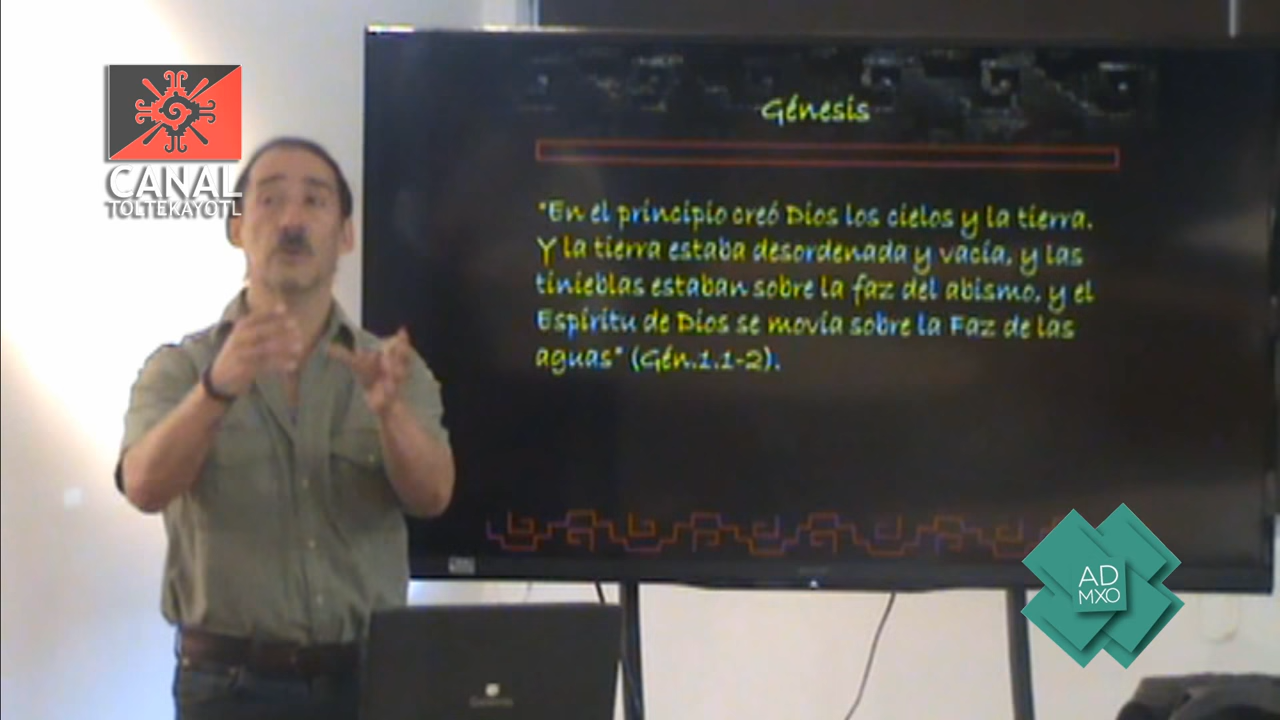 CANAL
TOLTEKAYOTL
Génesis
"En el principio creó Dios los cielos y la tierra.
Y la tierra estaba desordenada y vacía, y las
tinieblas estaban sobre la faz del abismo, y el
Espíritu de Dios se movía sobre la Faz de las
aguas" (Gén.1.1-2).
AD
MXO